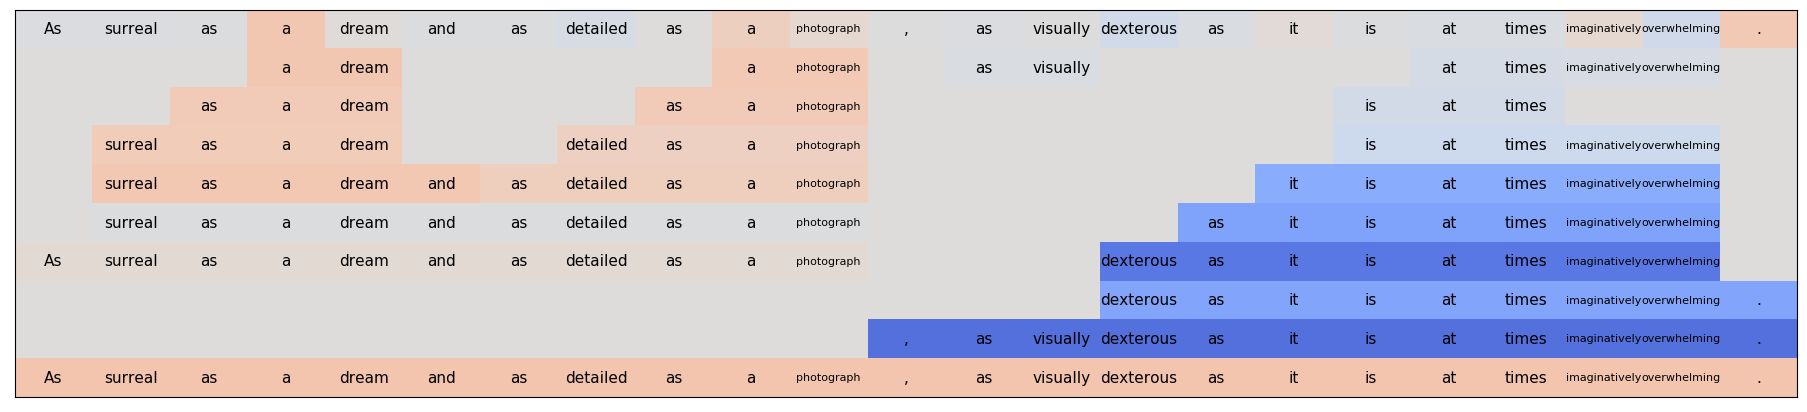 As surreal as a dream and as detailed as a photograph , as visually dexterous as it is at times imaginatively overwhelming .
a dream a photograph as visually at times imaginatively overwhelming
as a dream as a photograph is at times
surreal as a dream detailed as a photograph is at times imaginatively overwhelming
surreal as a dream and as detailed as a photograph it is at times imaginatively overwhelming
surreal as a dream and as detailed as a photograph as it is at times imaginatively overwhelming
As surreal as a dream and as detailed as a photograph dexterous as it is at times imaginatively overwhelming
dexterous as it is at times imaginatively overwhelming .
, as visually dexterous as it is at times imaginatively overwhelming .
As surreal as a dream and as detailed as a photograph , as visually dexterous as it is at times imaginatively overwhelming .